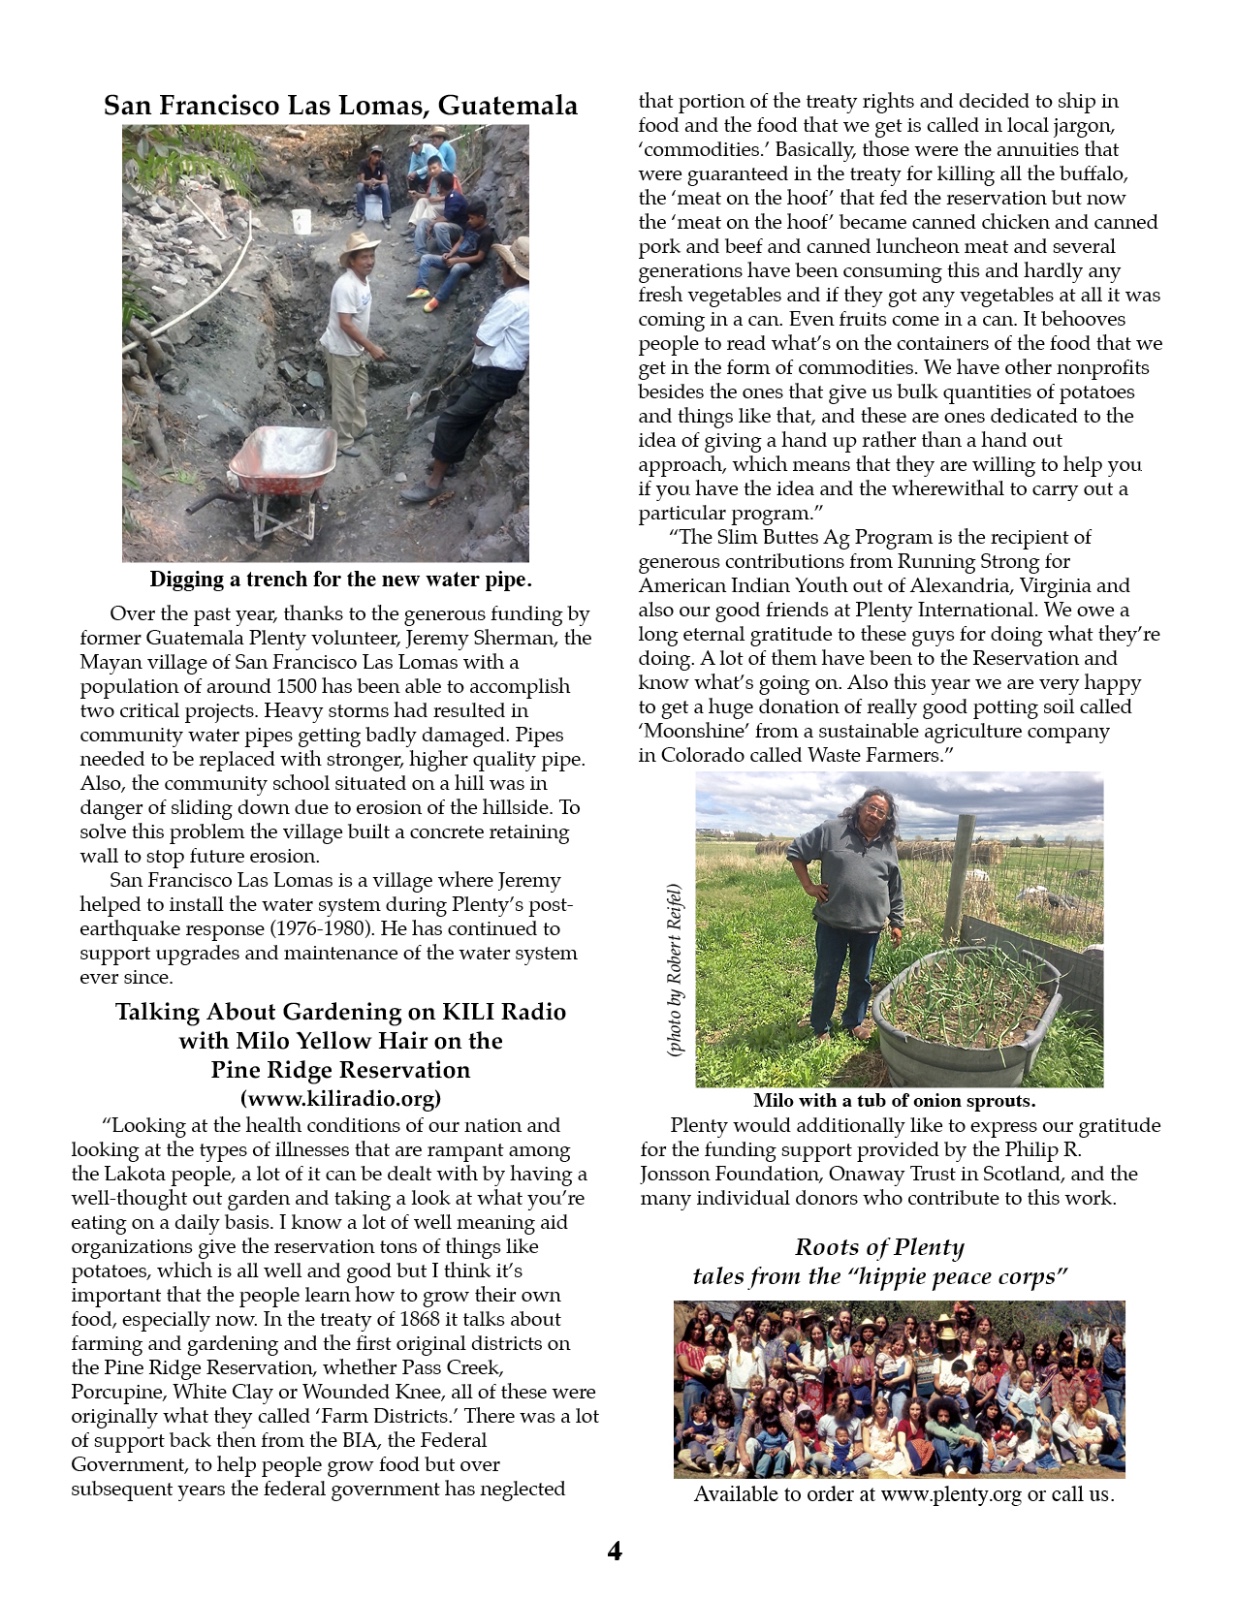 San Francisco Las Lomas, Guatemala
Digging a trench for the new water pipe.
Over the past year, thanks to the generous funding by
former Guatemala Plenty volunteer, Jeremy Sherman, the
Mayan village of San Francisco Las Lomas with a
population of around 1500 has been able to accomplish
two critical projects. Heavy storms had resulted in
community water pipes getting badly damaged. Pipes
needed to be replaced with stronger, higher quality pipe.
Also, the community school situated on a hill was in
danger of sliding down due to erosion of the hillside. To
solve this problem the village built a concrete retaining
wall to stop future erosion.
San Francisco Las Lomas is a village where Jeremy
helped to install the water system during Plenty's post-
earthquake response (1976-1980). He has continued to
support upgrades and maintenance of the water system
ever since.
Talking About Gardening on KILI Radio
with Milo Yellow Hair on the
Pine Ridge Reservation
(www.kiliradio.org)
“Looking at the health conditions of our nation and
looking at the types of illnesses that are rampant among
the Lakota people, a lot of it can be dealt with by having a
well-thought out garden and taking a look at what you're
eating on a daily basis. I know a lot of well meaning aid
organizations give the reservation tons of things like
potatoes, which is all well and good but I think it's
important that the people learn how to grow their own
food, especially now. In the treaty of 1868 it talks about
farming and gardening and the first original districts on
the Pine Ridge Reservation, whether Pass Creek,
Porcupine, White Clay or Wounded Knee, all of these were
originally what they called ‘Farm Districts.’ There was a lot
of support back then from the BIA, the Federal
Government, to help people grow food but over
subsequent years the federal government has neglected
that portion of the treaty rights and decided to ship in
food and the food that we get is called in local jargon,
‘commodities.’ Basically, those were the annuities that
were guaranteed in the treaty for killing all the buffalo,
the ‘meat on the hoof’ that fed the reservation but now
the ‘meat on the hoof’ became canned chicken and canned
pork and beef and canned luncheon meat and several
generations have been consuming this and hardly any
fresh vegetables and if they got any vegetables at all it was
coming in a can. Even fruits come in a can. It behooves
people to read what's on the containers of the food that we
get in the form of commodities. We have other nonprofits
besides the ones that give us bulk quantities of potatoes
and things like that, and these are ones dedicated to the
idea of giving a hand up rather than a hand out
approach, which means that they are willing to help you
if you have the idea and the wherewithal to carry out a
particular program.”
“The Slim Buttes Ag Program is the recipient of
generous contributions from Running Strong for
American Indian Youth out of Alexandria, Virginia and
also our good friends at Plenty International. We owe a
long eternal gratitude to these guys for doing what they're
doing. A lot of them have been to the Reservation and
know what's going on. Also this year we are very happy
to get a huge donation of really good potting soil called
‘Moonshine’ from a sustainable agriculture company
in Colorado called Waste Farmers.”
(photo by Robert Reifel)
Milo with a tub of onion sprouts.
Plenty would additionally like to express our gratitude
for the funding support provided by the Philip R.
Jonsson Foundation, Onaway Trust in Scotland, and the
many individual donors who contribute to this work.
Roots of Plenty
tales from the “hippie peace corps”
Available to order at www.plenty.org or call us.
4